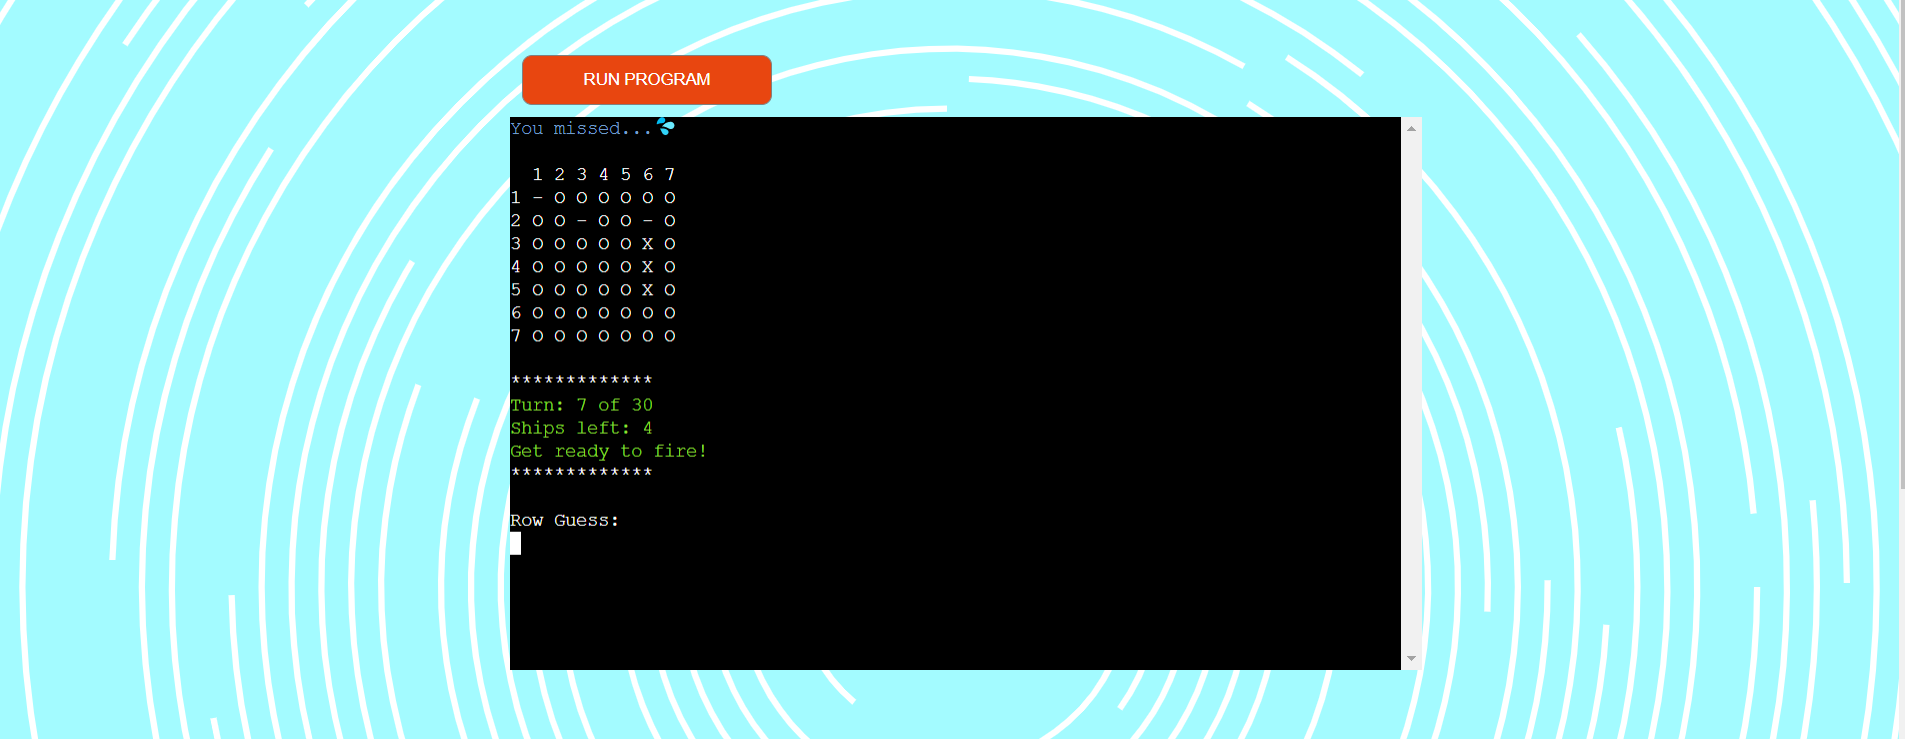 RUN PROGRAM
You missed...💦
1 2 3 4 5 6 7
1 - O O O O O O
2 O O - O O - O
3 O O O O O X O
4 O O O O O X O
5 O O O O O X O
6 O O O O O O O
7 O O O O O O O
*************
Turn: 7 of 30
Ships left: 4
Get ready to fire!
*************
Row Guess: